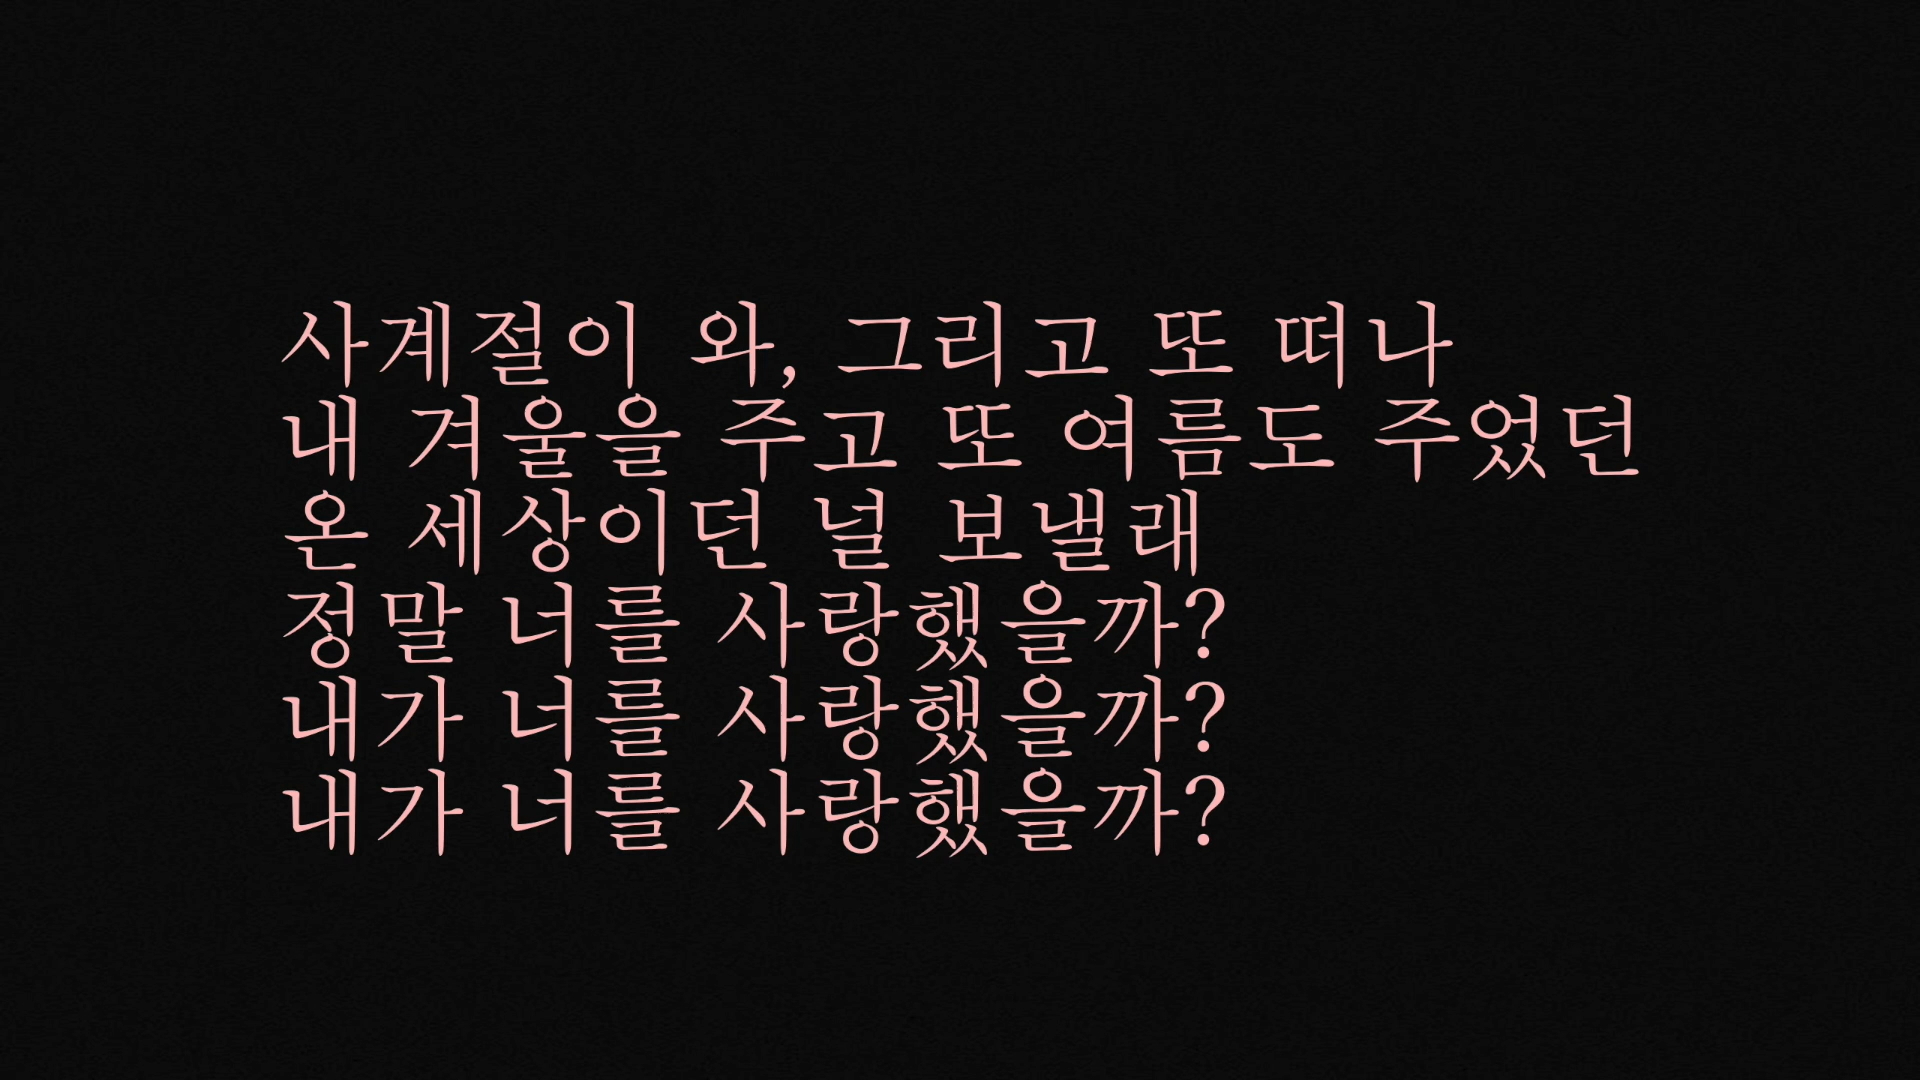 사계절이 와, 그리고 또 떠나
내 겨울을 주고 또 여름도 주었던
온 세상이던 널 보낼래
정말 너를 사랑했을까?
내가 너를 사랑했을까?
내가 너를 사랑했을까?